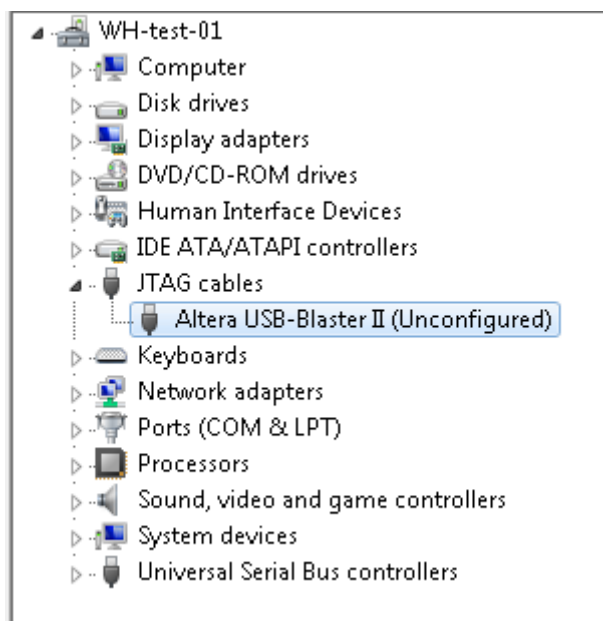 WH-test-01
Computer
Disk drives
Display adapters
DVD/CD-ROM drives
Human Interface Devices
IDE ATA/ATAPI controllers
JTAG cables
Altera USB-Blaster II (Unconfigured)
Keyboards
Network adapters
Ports (COM & LPT)
Processors
Sound, video and game controllers
System devices
Universal Serial Bus controllers